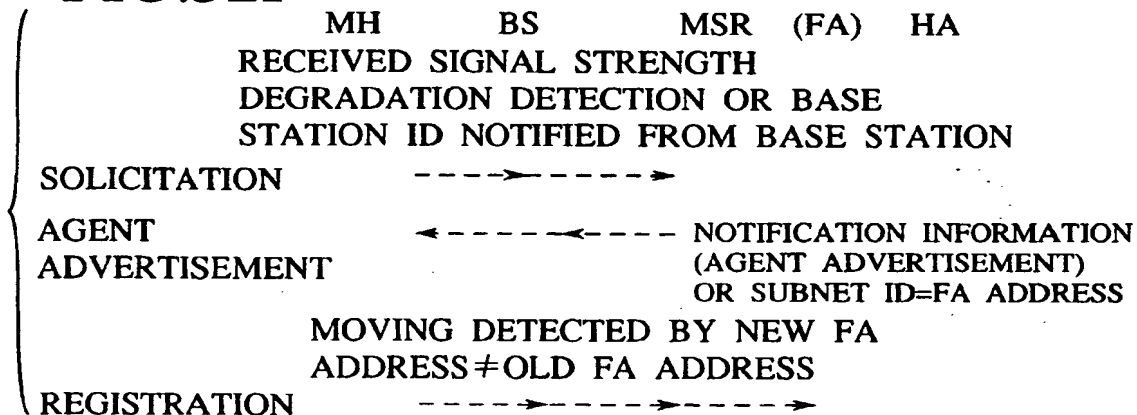 MH BS MSR (FA) HA
RECEIVED SIGNAL STRENGTH
DEGRADATION DETECTION OR BASE
STATION ID NOTIFIED FROM BASE STATION
SOLICITATION
AGENT
ADVERTISEMENT
NOTIFICATION INFORMATION
(AGENT ADVERTISEMENT)
OR SUBNET ID=FA ADDRESS
MOVING DETECTED BY NEW FA
ADDRESS≠OLD FA ADDRESS
REGISTRATION